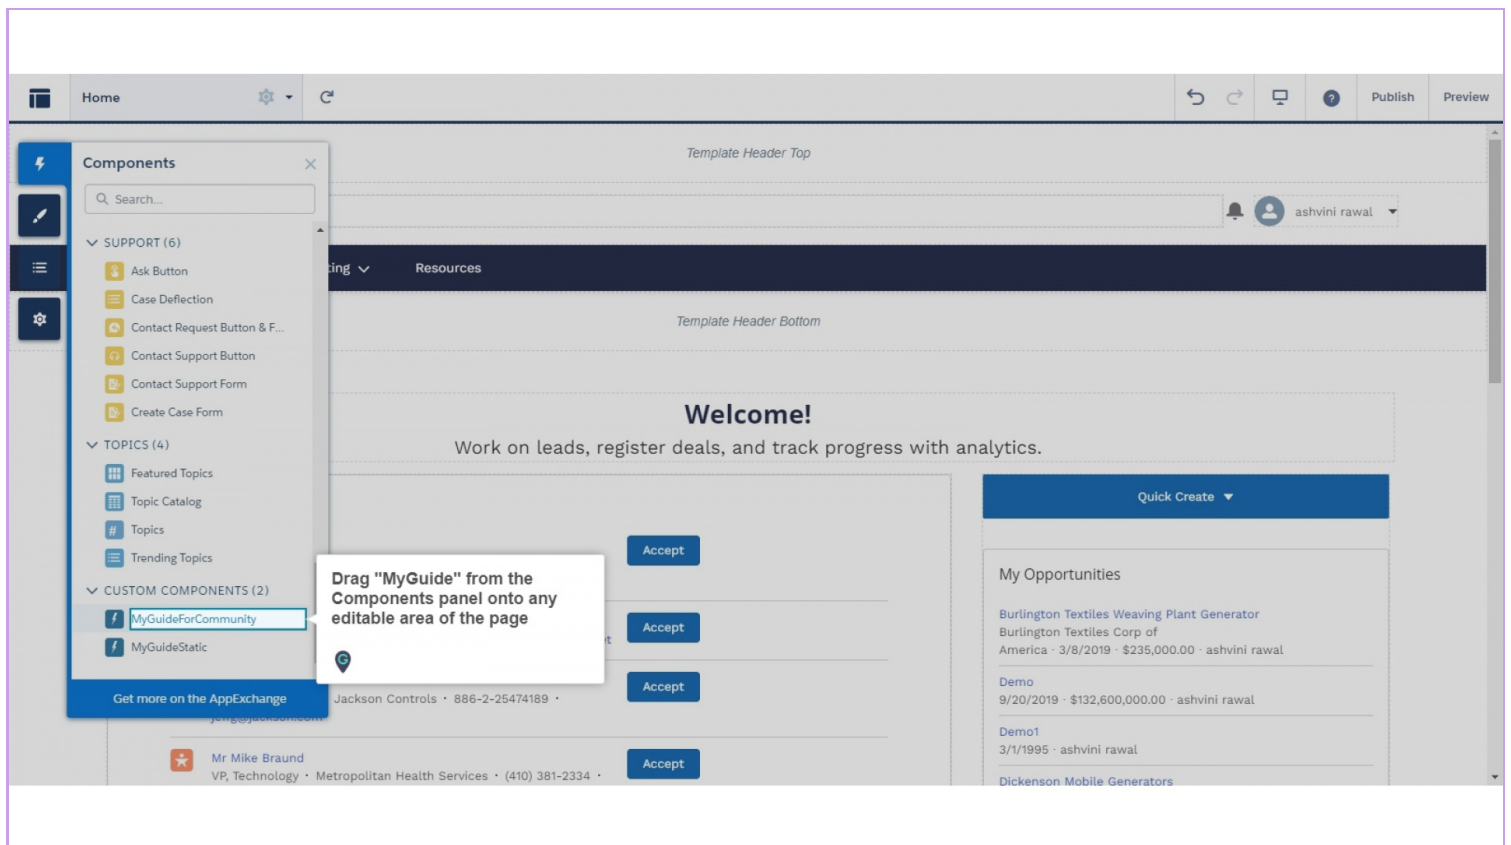 Home
Publish
Preview
Template Header Top
Components
Search...
ashvini rawal
SUPPORT (6)
ting
Resources
Ask Button
Case Deflection
Contact Request Button & F...
Template Header Bottom
Contact Support Button
Contact Support Form
Create Case Form
Welcome!
TOPICS (4)
Work on leads, register deals, and track progress with analytics.
Featured Topics
Topic Catalog
Topics
Trending Topics
CUSTOM COMPONENTS (2)
MyGuideForCommunity
MyGuideStatic
Get more on the AppExchange
Drag "MyGuide" from the
Components panel onto any
editable area of the page
G
Accept
Accept
et
Accept
Jackson Controls · 886-2-25474189 ·
Mr Mike Braund
VP, Technology · Metropolitan Health Services · (410) 381-2334 ·
Accept
Quick Create
My Opportunities
Burlington Textiles Weaving Plant Generator
Burlington Textiles Corp of
America · 3/8/2019 · $235,000.00 · ashvini rawal
Demo
9/20/2019 · $132,600,000.00 · ashvini rawal
Demo1
3/1/1995 · ashvini rawal
Dickenson Mobile Generators